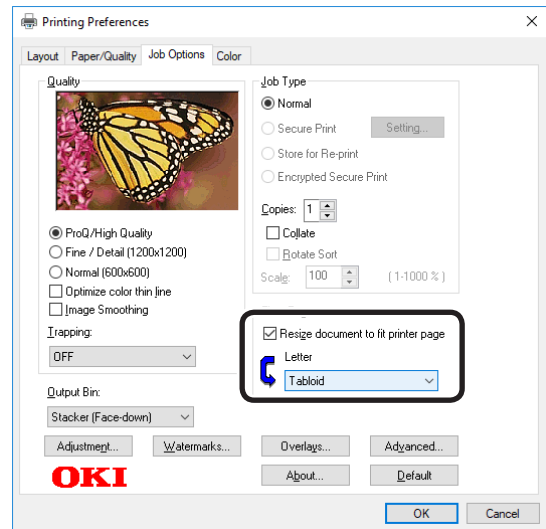 Printing Preferences
Layout Paper/Quality Job Options Color
Quality
ProQ/High Quality
Fine / Detail (1200x1200)
Normal (600x600)
Optimize color thin line
Image Smoothing
Trapping:
OFF
Output Bin:
Stacker (Face-down)
Job Type
Normal
Secure Print Setting...
Store for Re-print
Encrypted Secure Print
Copies: 1
Collate
Rotate Sort
Scale: 100 (1-1000 %)
Resize document to fit printer page
Letter
Tabloid
Adjustment... Watermarks... Overlays... Advanced...
OKI About... Default
OK Cancel